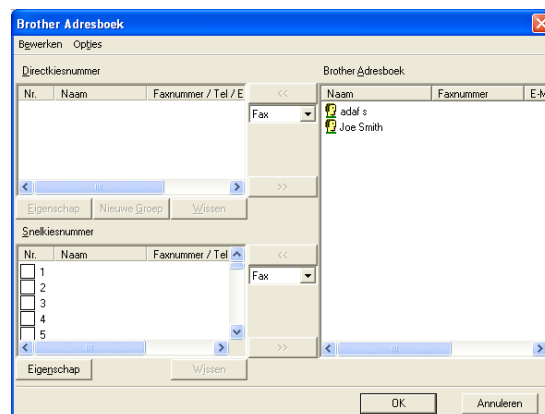 Brother Adresboek
Bewerken Opties
Directkiesnummer
Nr. Naam Faxnummer / Tel / E
<<
Fax
>>
Eigenschap Nieuwe Groep Wissen
Snelkiesnummer
Nr. Naam Faxnummer / Tel
1
2
3
4
5
<<
Fax
>>
Eigenschap Wissen
Brother Adresboek
Naam Faxnummer E-M
adaf s
Joe Smith
OK Annuleren